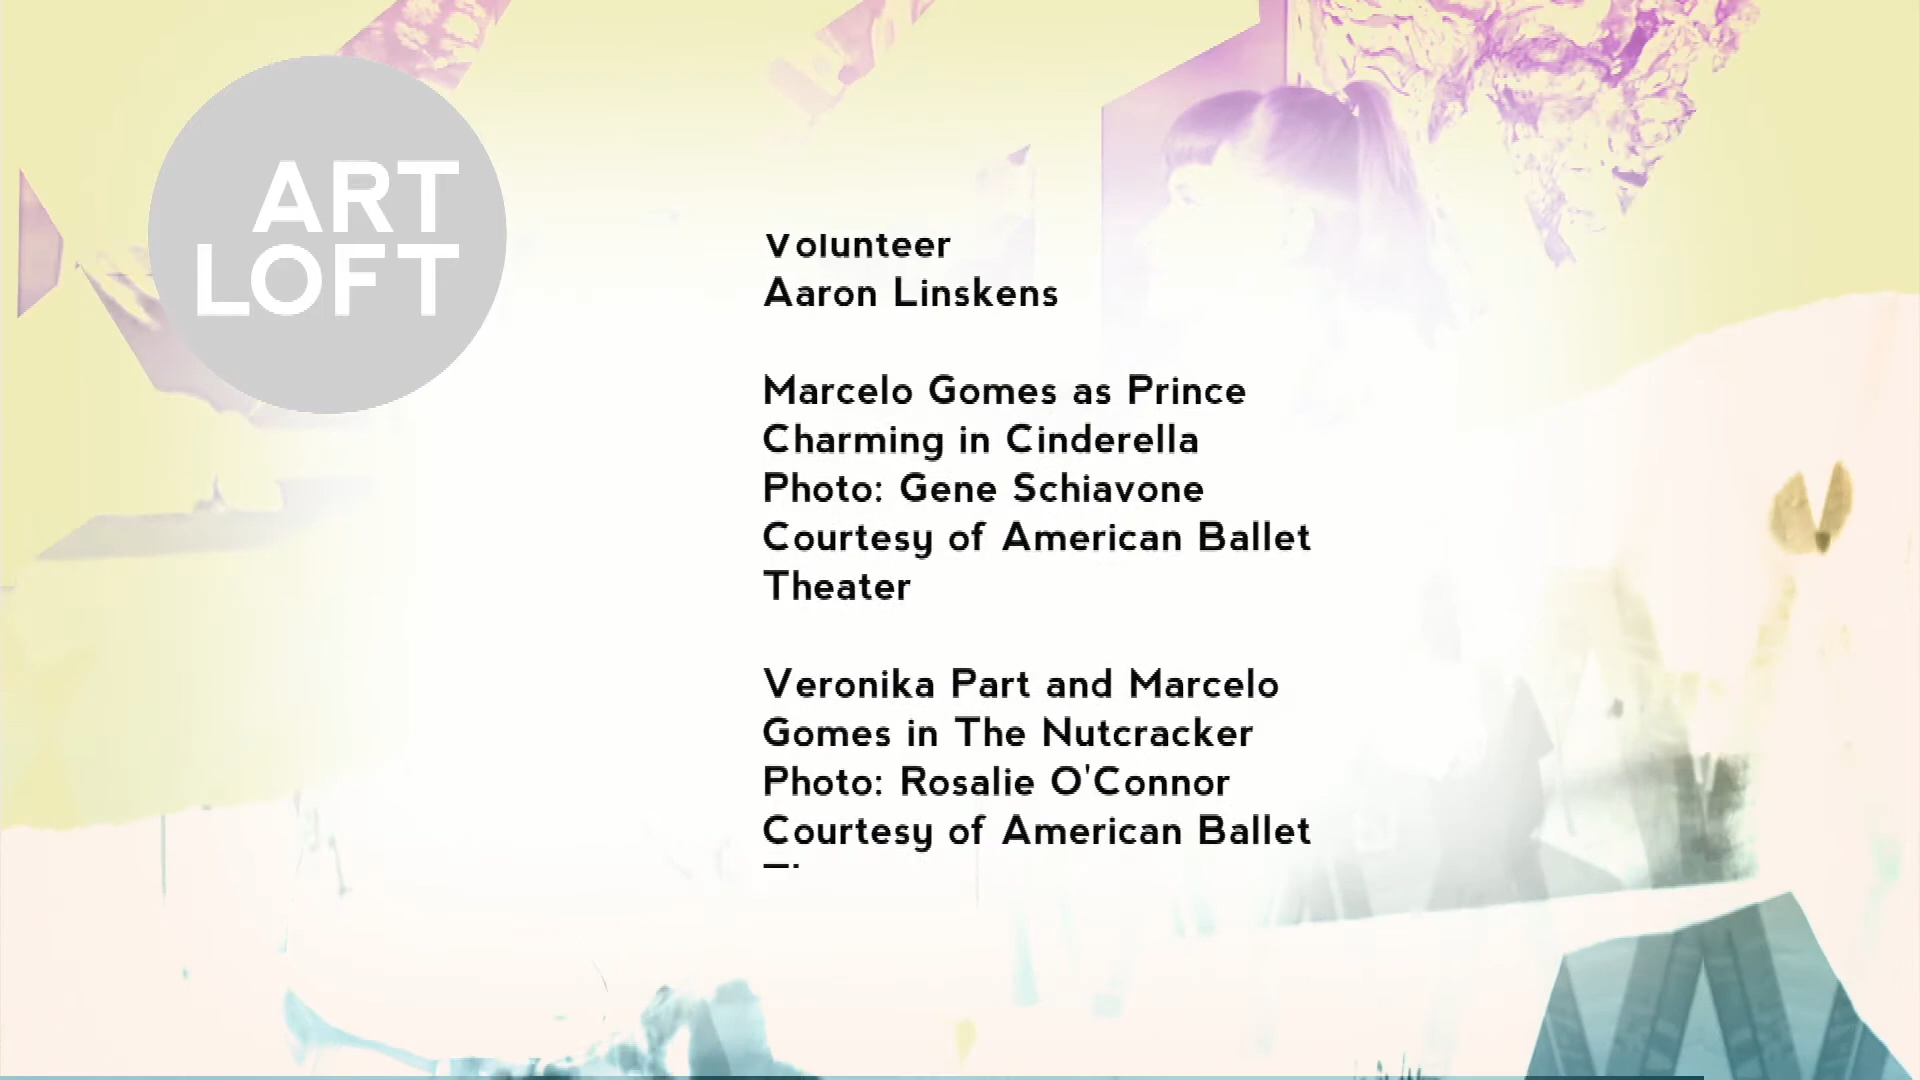 ART
LOFT
Volunteer
Aaron Linskens
Marcelo Gomes as Prince
Charming in Cinderella
Photo: Gene Schiavone
Courtesy of American Ballet
Theater
Veronika Part and Marcelo
Gomes in The Nutcracker
Photo: Rosalie O'Connor
Courtesy of American Ballet